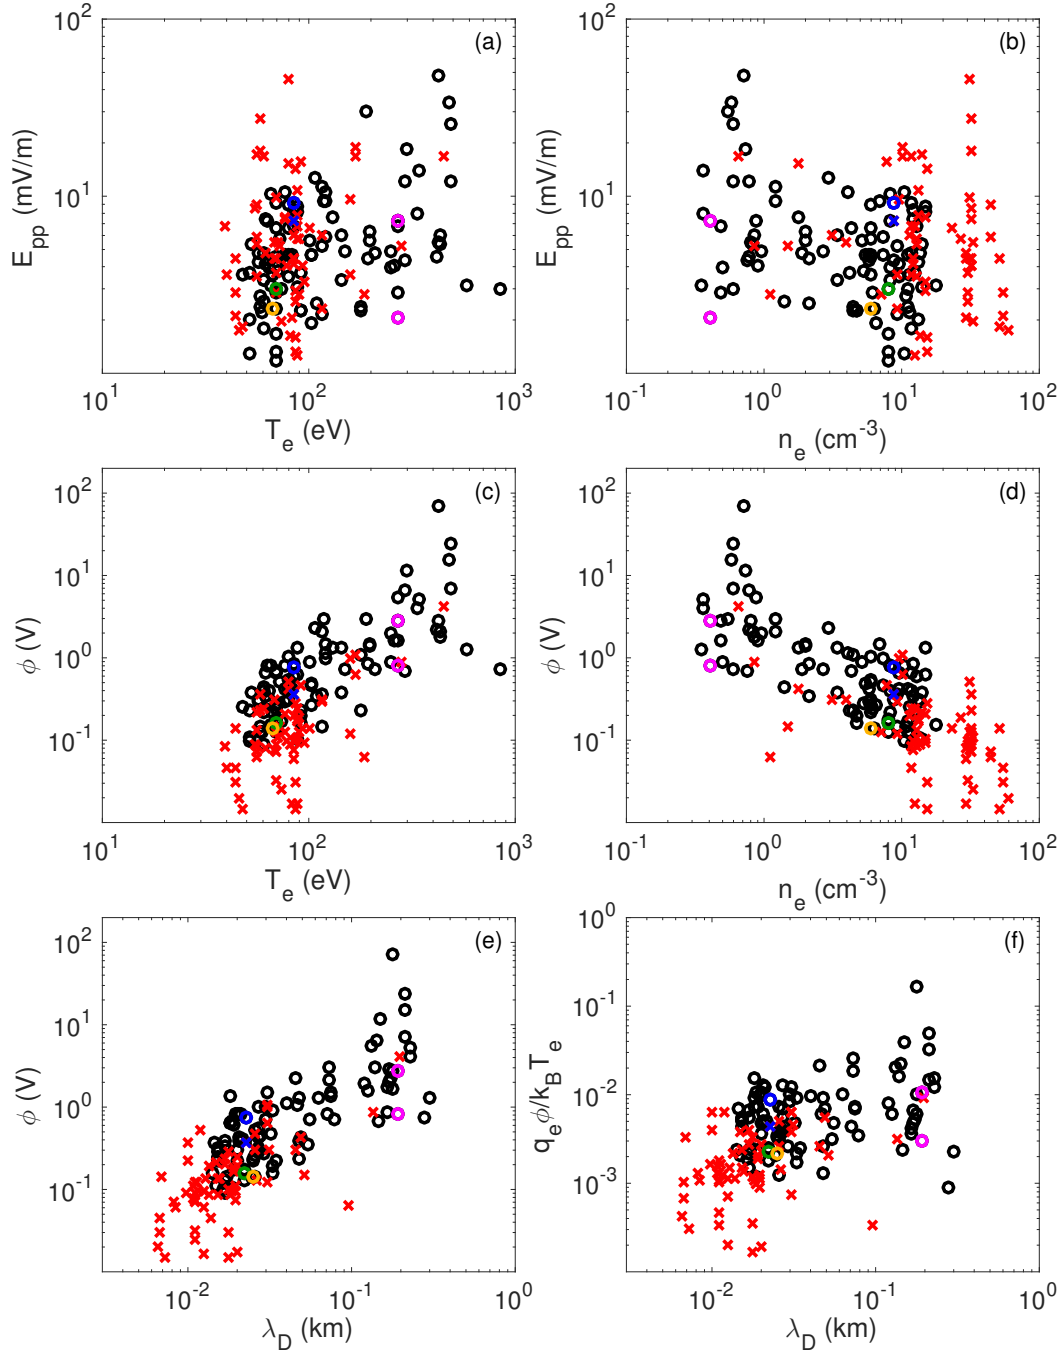 (a)
E_pp (mV/m)
10^2
10^1
10^1 10^2 10^3
T_e (eV)
(b)
E_pp (mV/m)
10^2
10^1
10^-1 10^0 10^1 10^2
n_e (cm^-3)
(c)
ϕ (V)
10^2
10^1
10^0
10^-1
10^1 10^2 10^3
T_e (eV)
(d)
ϕ (V)
10^2
10^1
10^0
10^-1
10^-1 10^0 10^1 10^2
n_e (cm^-3)
(e)
ϕ (V)
10^2
10^1
10^0
10^-1
10^-2 10^-1 10^0
λ_D (km)
(f)
q_eϕ/k_BT_e
10^0
10^-1
10^-2
10^-3
10^-2 10^-1 10^0
λ_D (km)